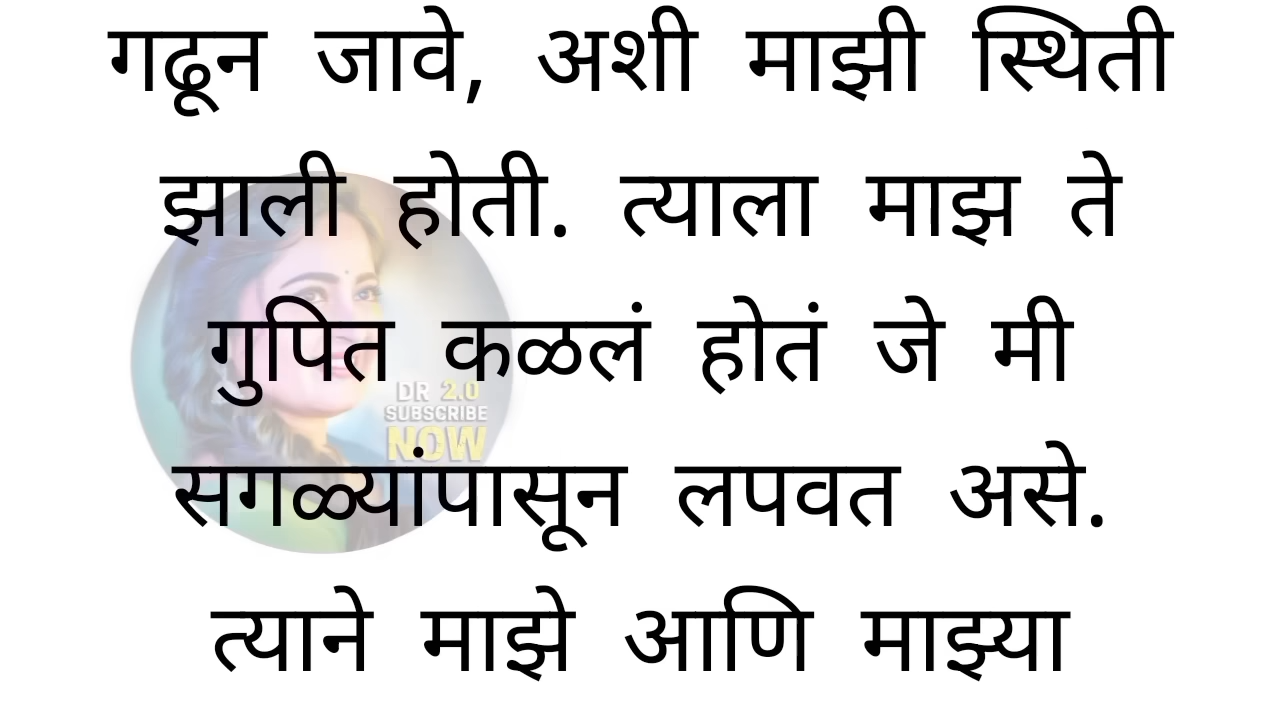 गढून जावे, अशी माझी स्थिती
झाली होती. त्याला माझ ते
गुपित कळलं होतं जे मी
DR 2.0
SUBSCRIBE
NOW
सगळ्यांपासून लपवत असे.
त्याने माझे आणि माझ्या